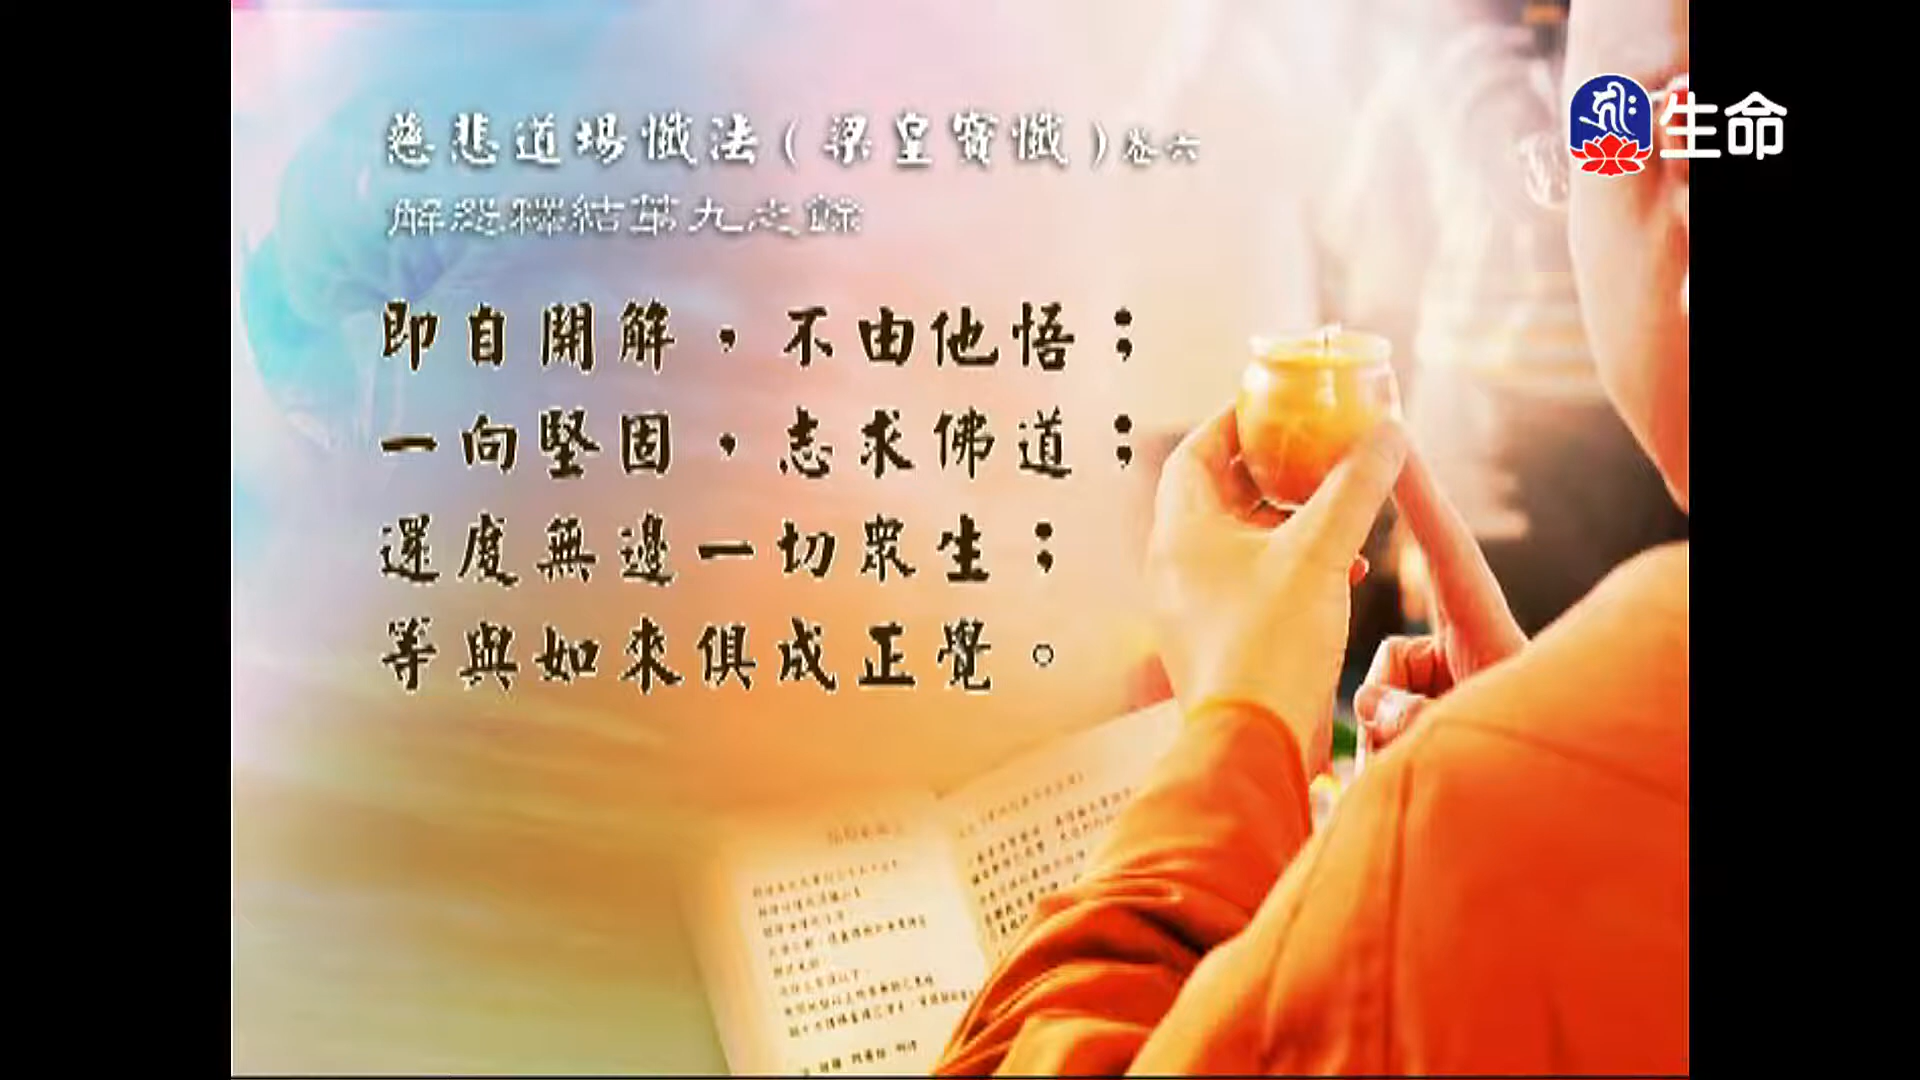 慈悲道場懺法(梁皇寶懺)卷六
解怨釋結第九之餘
即自開解，不由他悟；
一向堅固，志求佛道；
還度無邊一切眾生；
等與如來俱成正覺。
生命